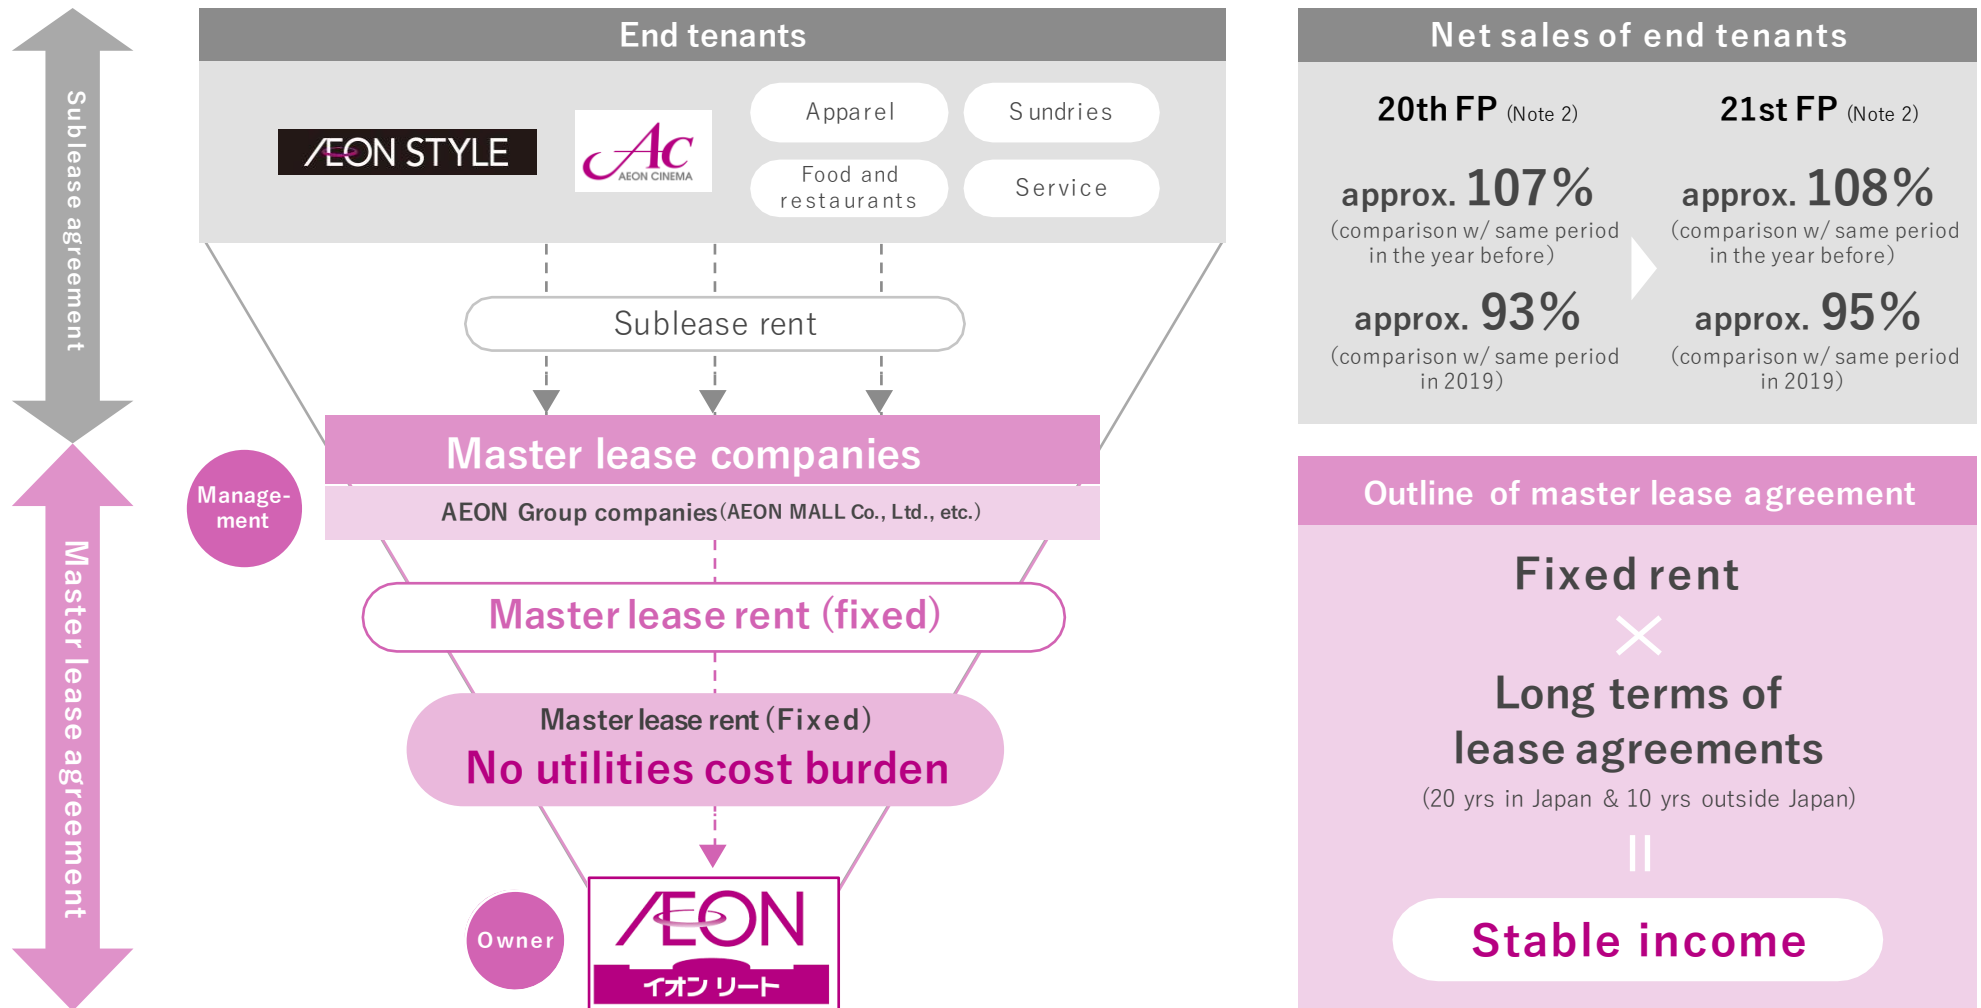 Sublease agreement
End tenants
ÆON STYLE
Ac
AEON CINEMA
Apparel
Sundries
Food and
restaurants
Service
Sublease rent
Master lease agreement
Manage-
ment
Master lease companies
AEON Group companies(AEON MALL Co., Ltd., etc.)
Master lease rent (fixed)
Master lease rent (Fixed)
No utilities cost burden
Owner
ÆON
イオン リート
Net sales of end tenants
20th FP (Note 2)
approx. 107%
(comparison w/ same period
in the year before)
approx. 93%
(comparison w/ same period
in 2019)
21st FP (Note 2)
approx. 108%
(comparison w/ same period
in the year before)
approx. 95%
(comparison w/ same period
in 2019)
Outline of master lease agreement
Fixed rent
×
Long terms of
lease agreements
(20 yrs in Japan & 10 yrs outside Japan)
=
Stable income